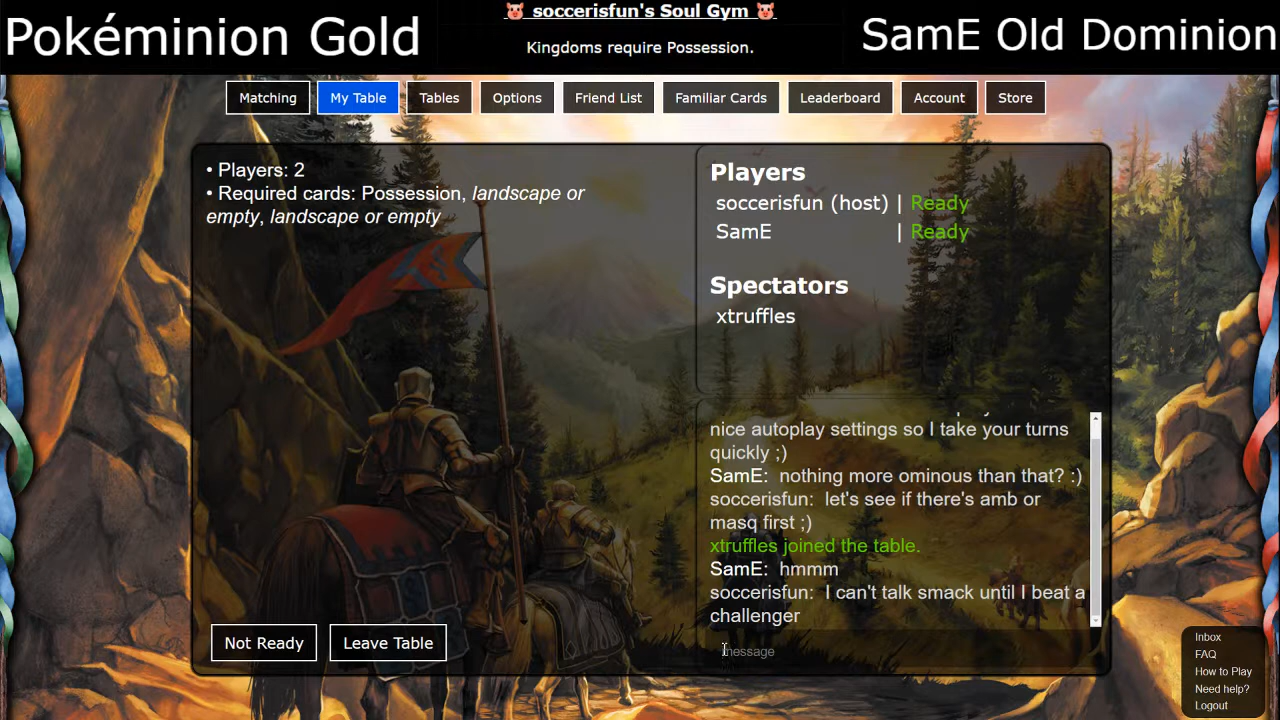 Pokéminion Gold
🐷 soccerisfun's Soul Gym 🐷
Kingdoms require Possession.
SamE Old Dominion
Matching
My Table
Tables
Options
Friend List
Familiar Cards
Leaderboard
Account
Store
• Players: 2
• Required cards: Possession, landscape or
empty, landscape or empty
Players
soccerisfun (host) | Ready
SamE | Ready
Spectators
xtruffles
nice autoplay settings so I take your turns
quickly ;)
SamE: nothing more ominous than that? :)
soccerisfun: let's see if there's amb or
masq first ;)
xtruffles joined the table.
SamE: hmmm
soccerisfun: I can't talk smack until I beat a
challenger
message
Not Ready
Leave Table
Inbox
FAQ
How to Play
Need help?
Logout